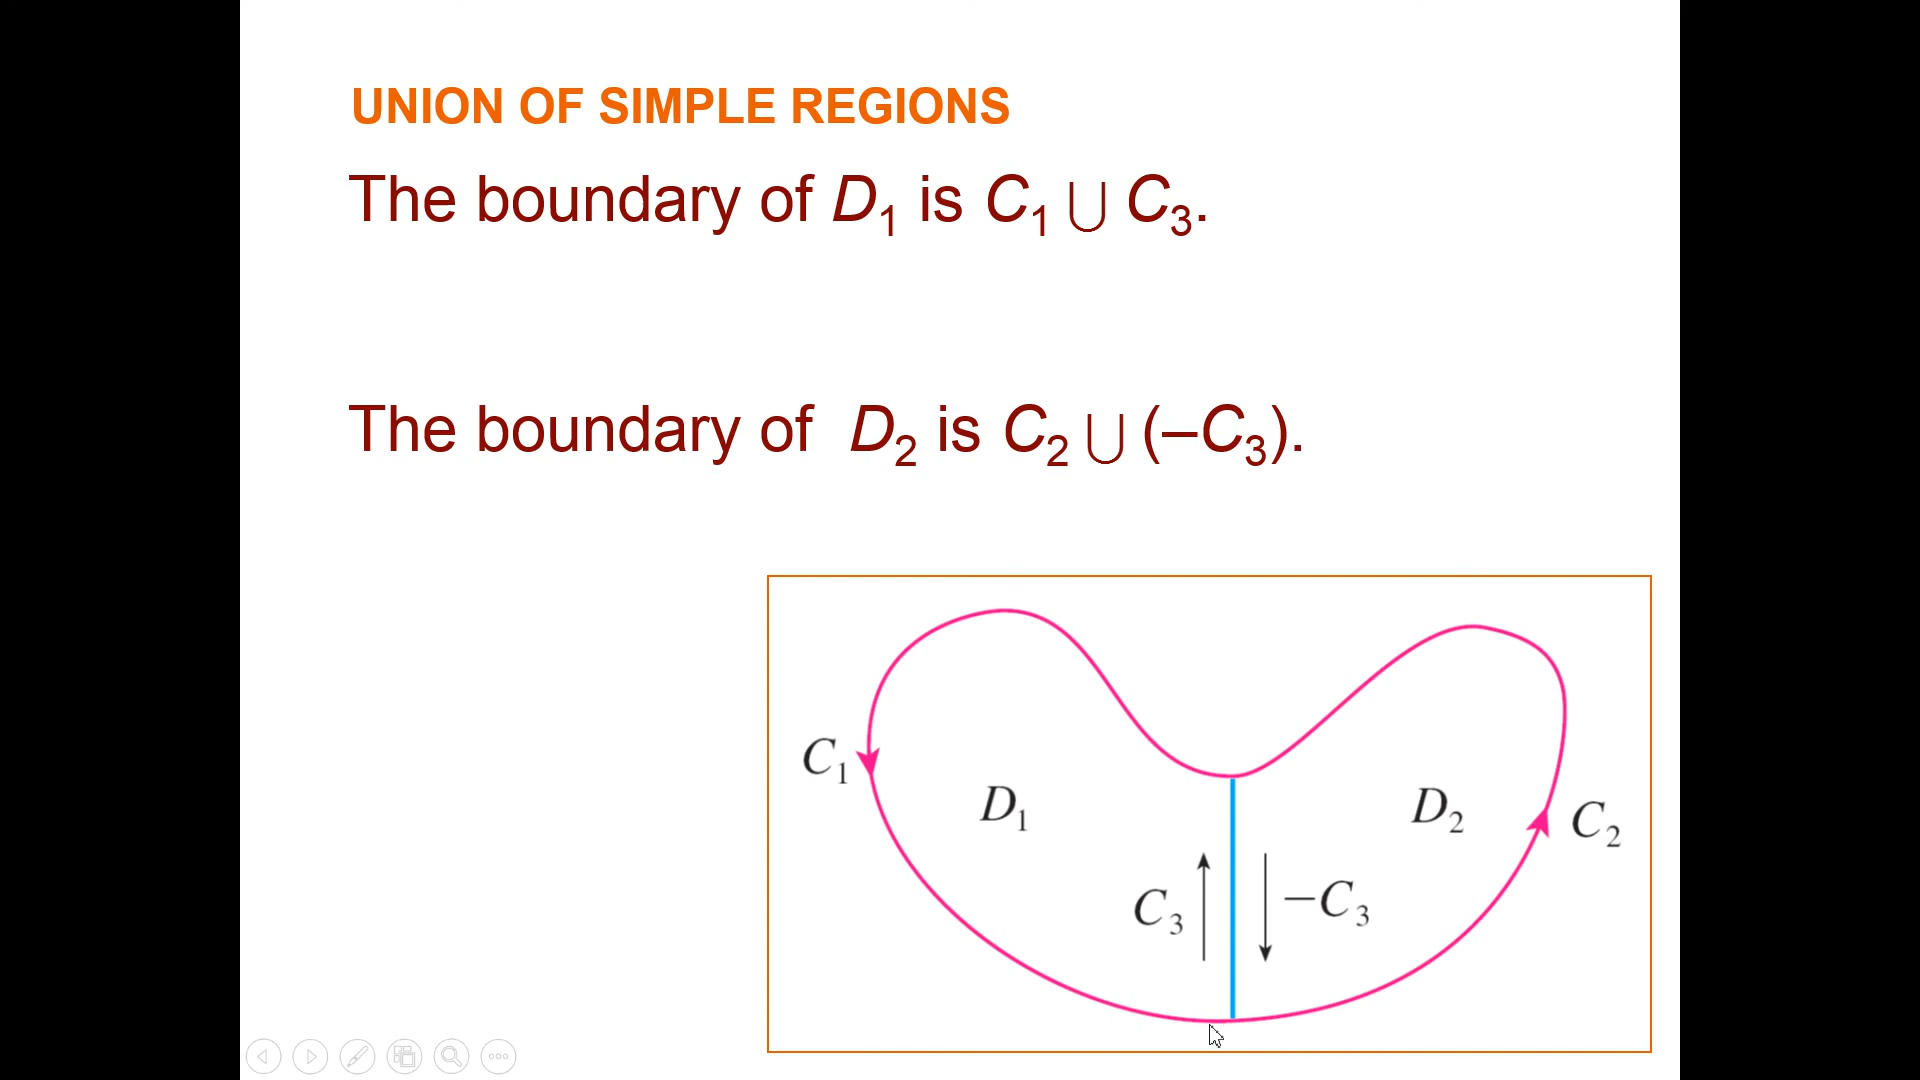 UNION OF SIMPLE REGIONS
The boundary of D₁ is C₁ ∪ C₃.
The boundary of D₂ is C₂ ∪ (–C₃).
C₁
D₁
D₂
C₂
C₃
−C₃